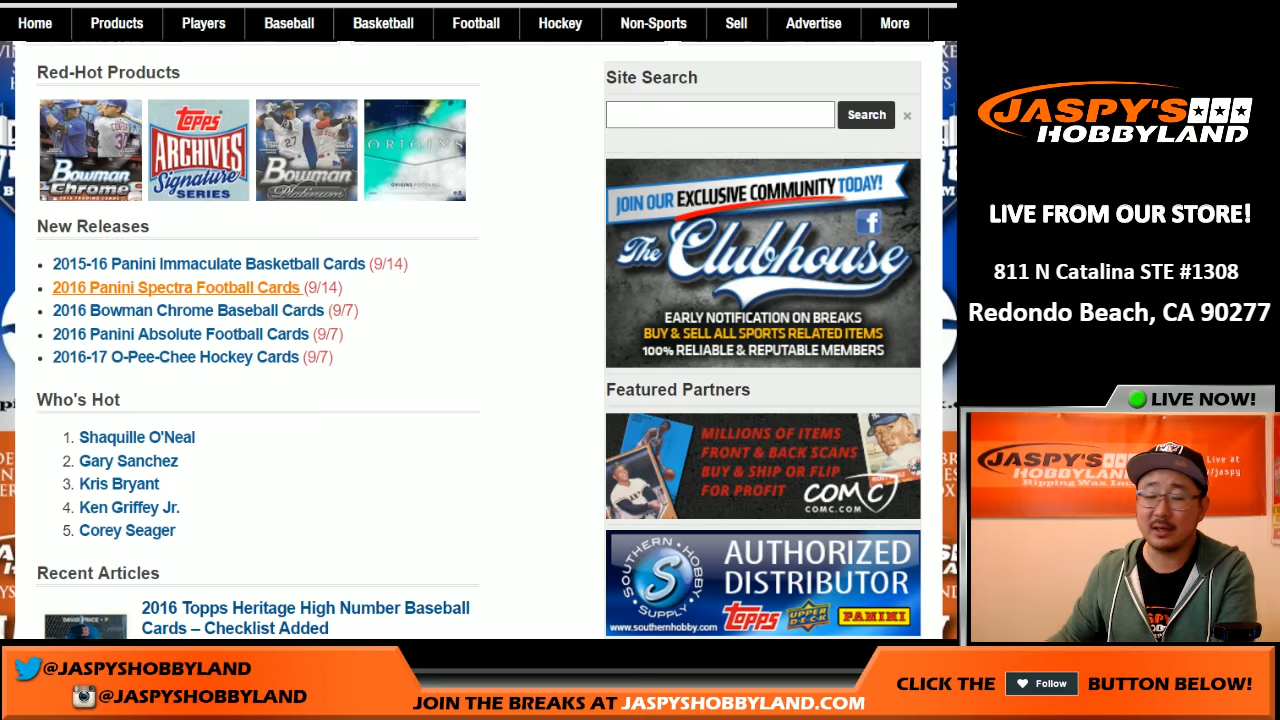 Home Products Players Baseball Basketball Football Hockey Non-Sports Sell Advertise More
Red-Hot Products
Bowman
Chrome
Topps
ARCHIVES
Signature
SERIES
Bowman
Platinum
ORIGINS
ORIGINS FOOTBALL
New Releases
2015-16 Panini Immaculate Basketball Cards (9/14)
2016 Panini Spectra Football Cards (9/14)
2016 Bowman Chrome Baseball Cards (9/7)
2016 Panini Absolute Football Cards (9/7)
2016-17 O-Pee-Chee Hockey Cards (9/7)
Who's Hot
1. Shaquille O'Neal
2. Gary Sanchez
3. Kris Bryant
4. Ken Griffey Jr.
5. Corey Seager
Recent Articles
DAVID PRICE • P
2016 Topps Heritage High Number Baseball
Cards – Checklist Added
Site Search
Search ×
JOIN OUR EXCLUSIVE COMMUNITY TODAY!
f
The Clubhouse
EARLY NOTIFICATION ON BREAKS
BUY & SELL ALL SPORTS RELATED ITEMS
100% RELIABLE & REPUTABLE MEMBERS
Featured Partners
MILLIONS OF ITEMS
FRONT & BACK SCANS
BUY & SHIP OR FLIP
FOR PROFIT
COMC
COMC.COM
SOUTHERN HOBBY
S
SUPPLY
www.southernhobby.com
AUTHORIZED
DISTRIBUTOR
Topps UPPER DECK PANINI
JASPY'S
HOBBYLAND
LIVE FROM OUR STORE!
811 N Catalina STE #1308
Redondo Beach, CA 90277
LIVE NOW!
JASPY'S
HOBBYLAND
Ripping Wax Inc
Live at
/jaspy
@JASPYSHOBBYLAND
@JASPYSHOBBYLAND
JOIN THE BREAKS AT JASPYSHOBBYLAND.COM
CLICK THE Follow BUTTON BELOW!